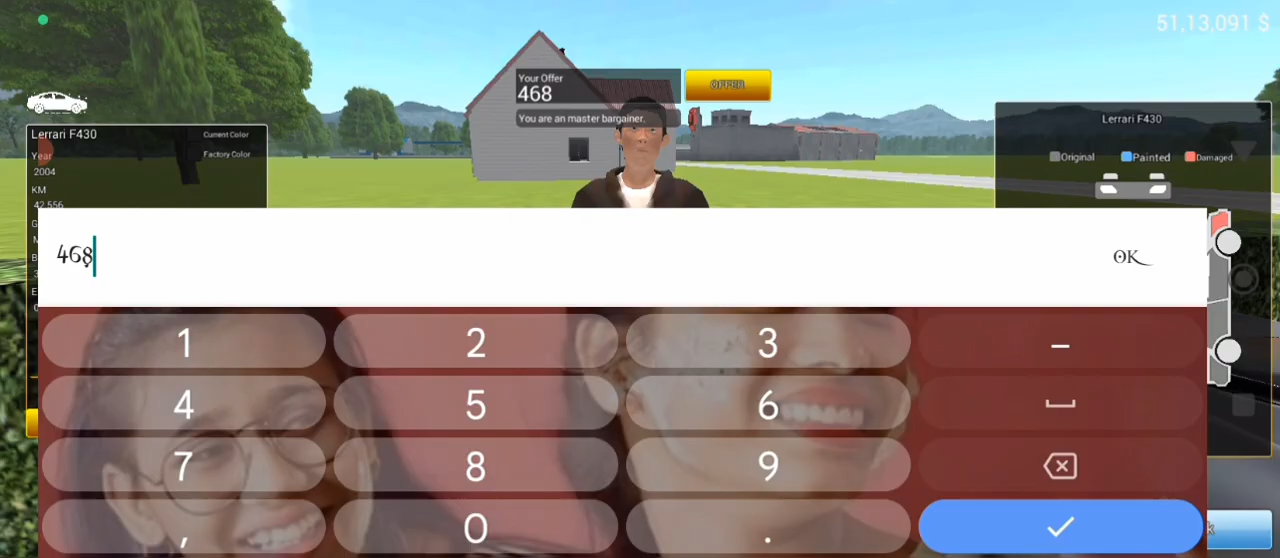 51,13,091 $
Your Offer
468
OFFER
You are an master bargainer.
Lerrari F430
Current Color
Year
Factory Color
2004
KM
42.556
Lerrari F430
Original
Painted
Damaged
468
OK
1 2 3 –
4 5 6
7 8 9
, 0 .